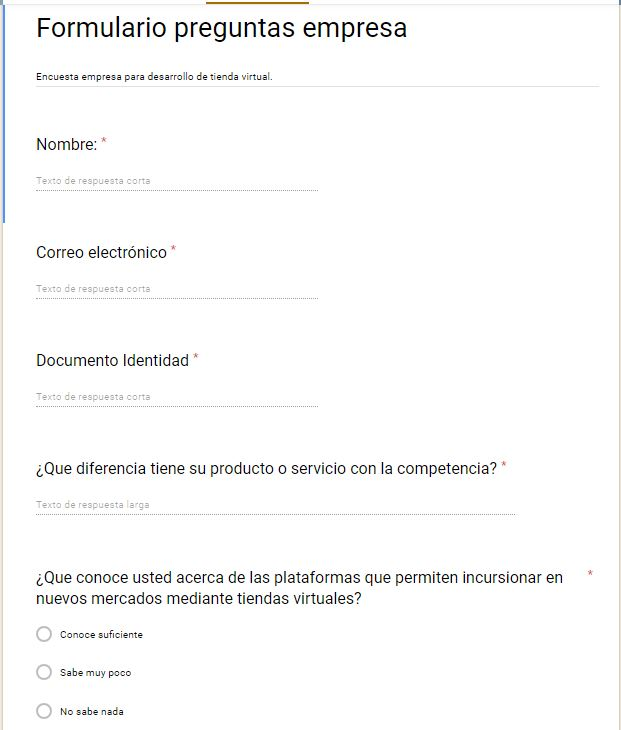 Formulario preguntas empresa
Encuesta empresa para desarrollo de tienda virtual.
Nombre: *
Texto de respuesta corta
Correo electrónico *
Texto de respuesta corta
Documento Identidad *
Texto de respuesta corta
¿Que diferencia tiene su producto o servicio con la competencia? *
Texto de respuesta larga
¿Que conoce usted acerca de las plataformas que permiten incursionar en *
nuevos mercados mediante tiendas virtuales?
Conoce suficiente
Sabe muy poco
No sabe nada